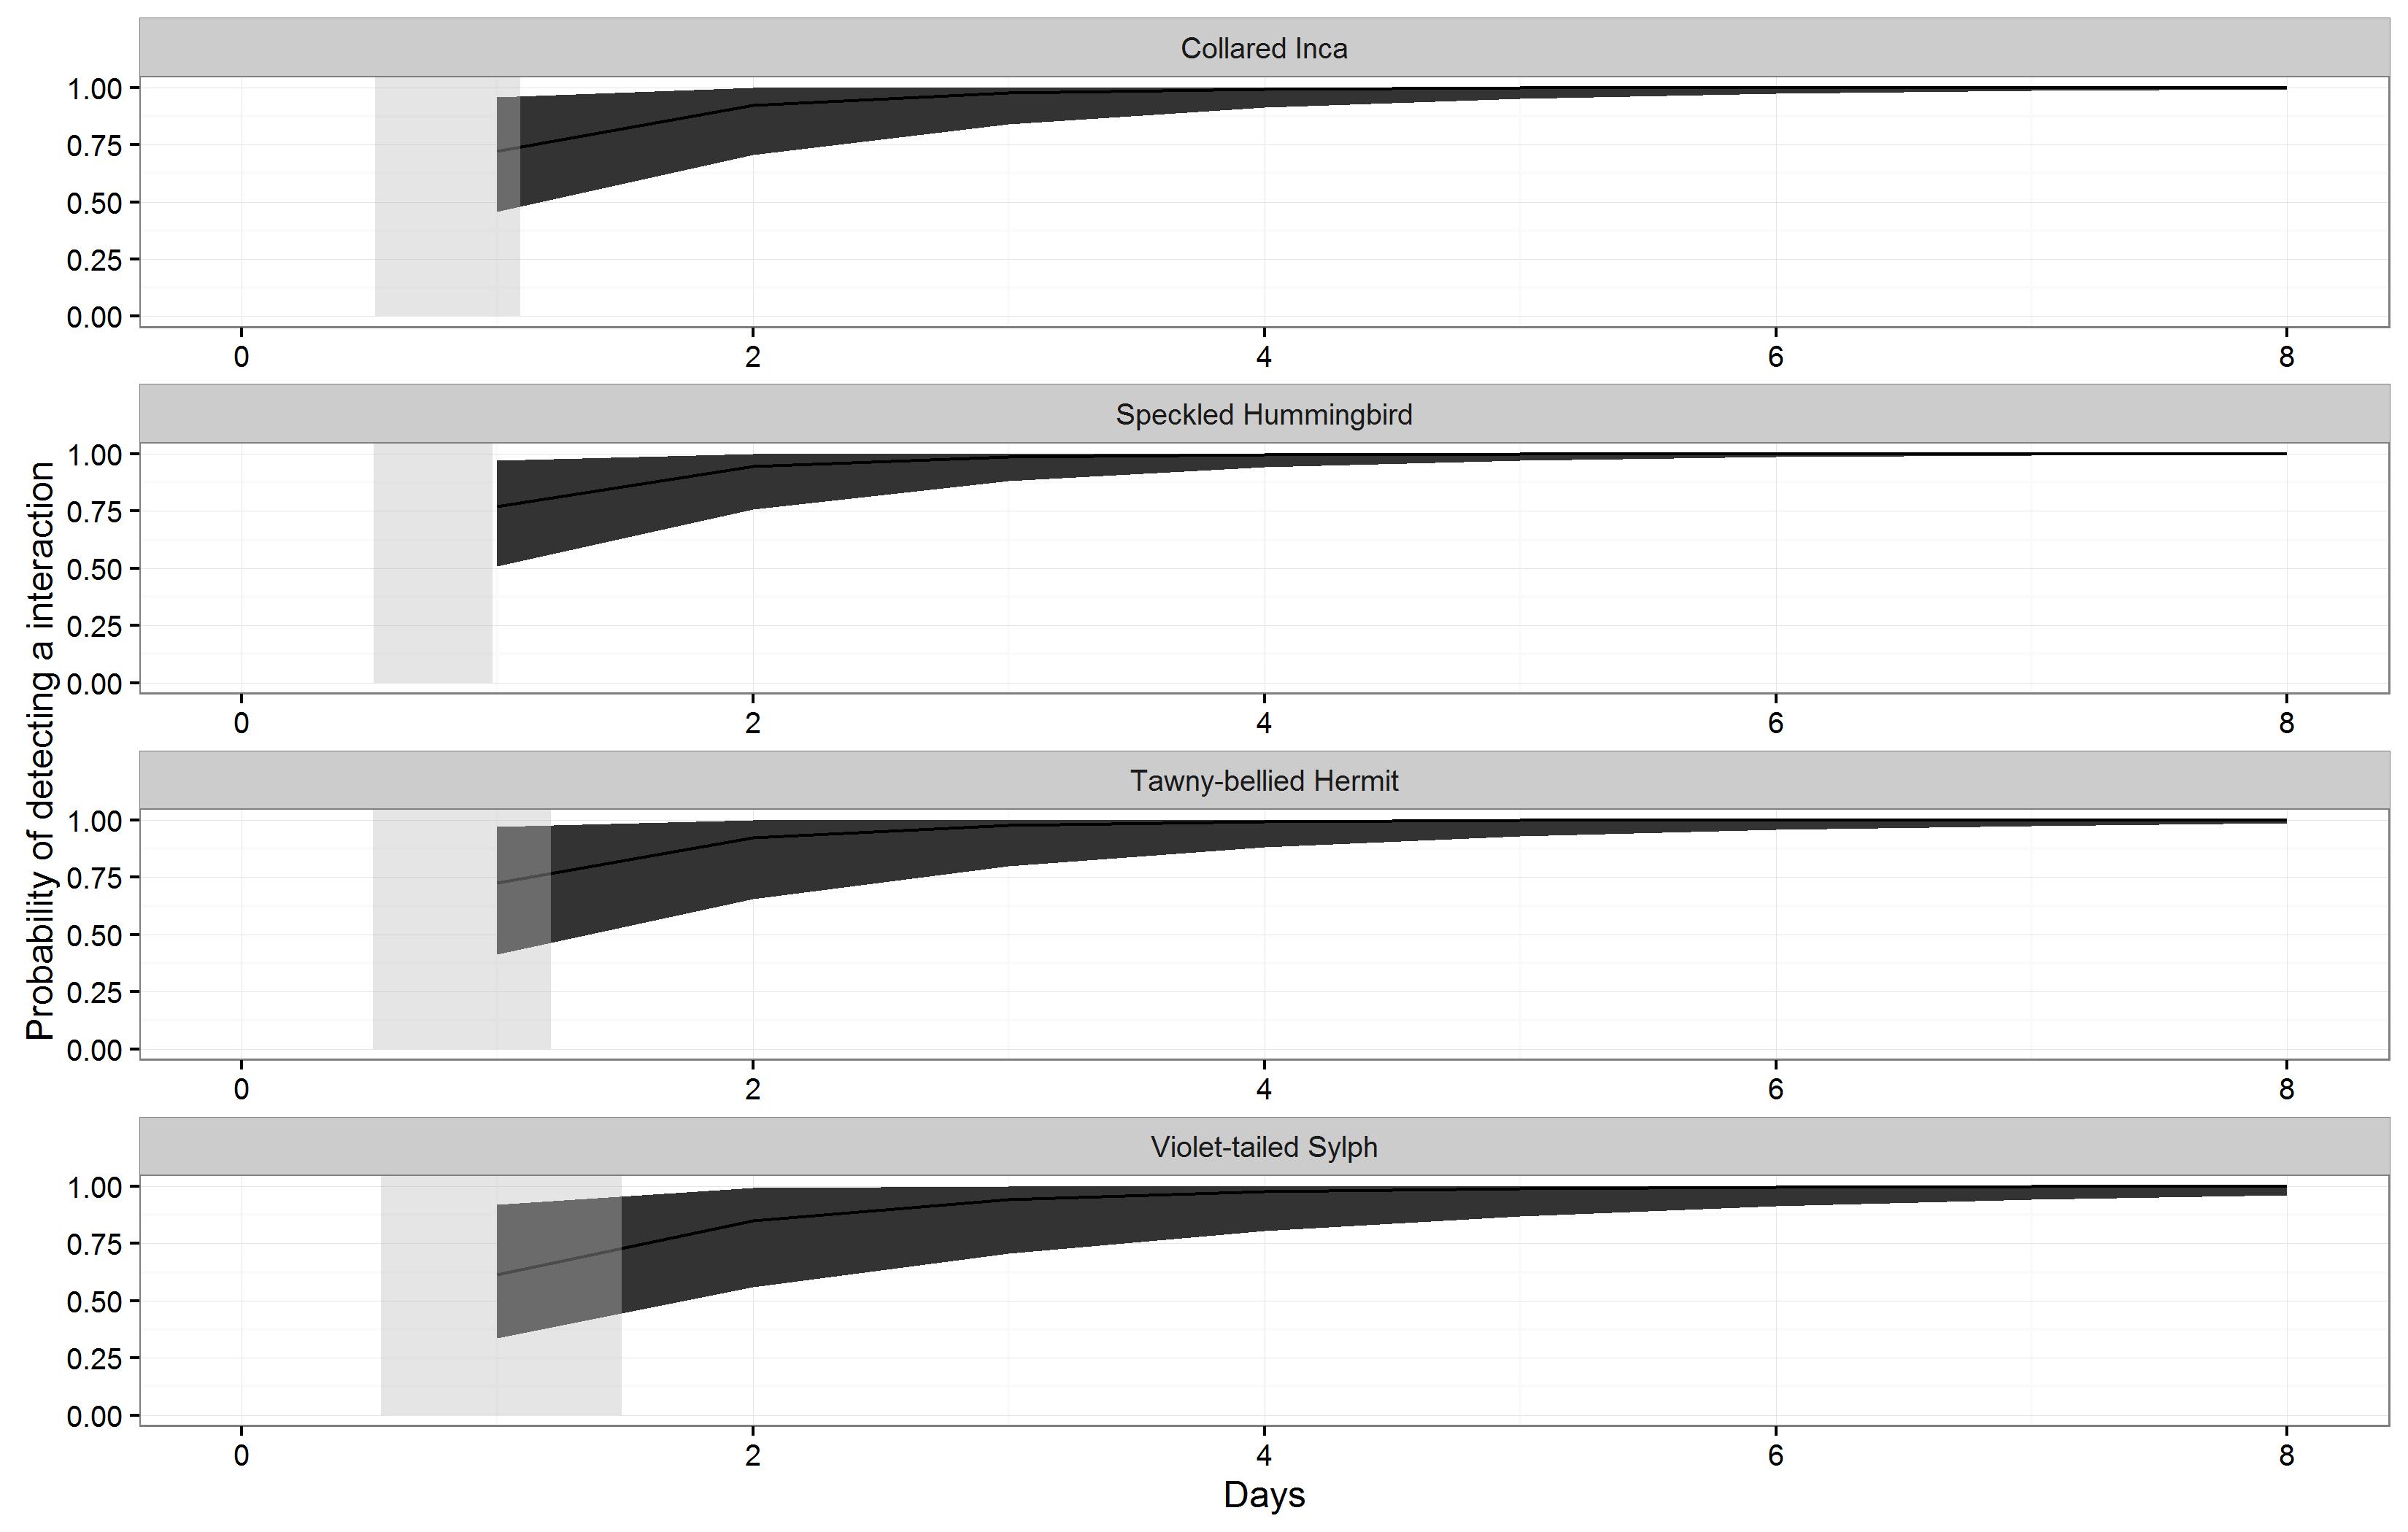 Probability of detecting a interaction
Collared Inca
1.00
0.75
0.50
0.25
0.00
0 2 4 6 8
Speckled Hummingbird
1.00
0.75
0.50
0.25
0.00
0 2 4 6 8
Tawny-bellied Hermit
1.00
0.75
0.50
0.25
0.00
0 2 4 6 8
Violet-tailed Sylph
1.00
0.75
0.50
0.25
0.00
0 2 4 6 8
Days